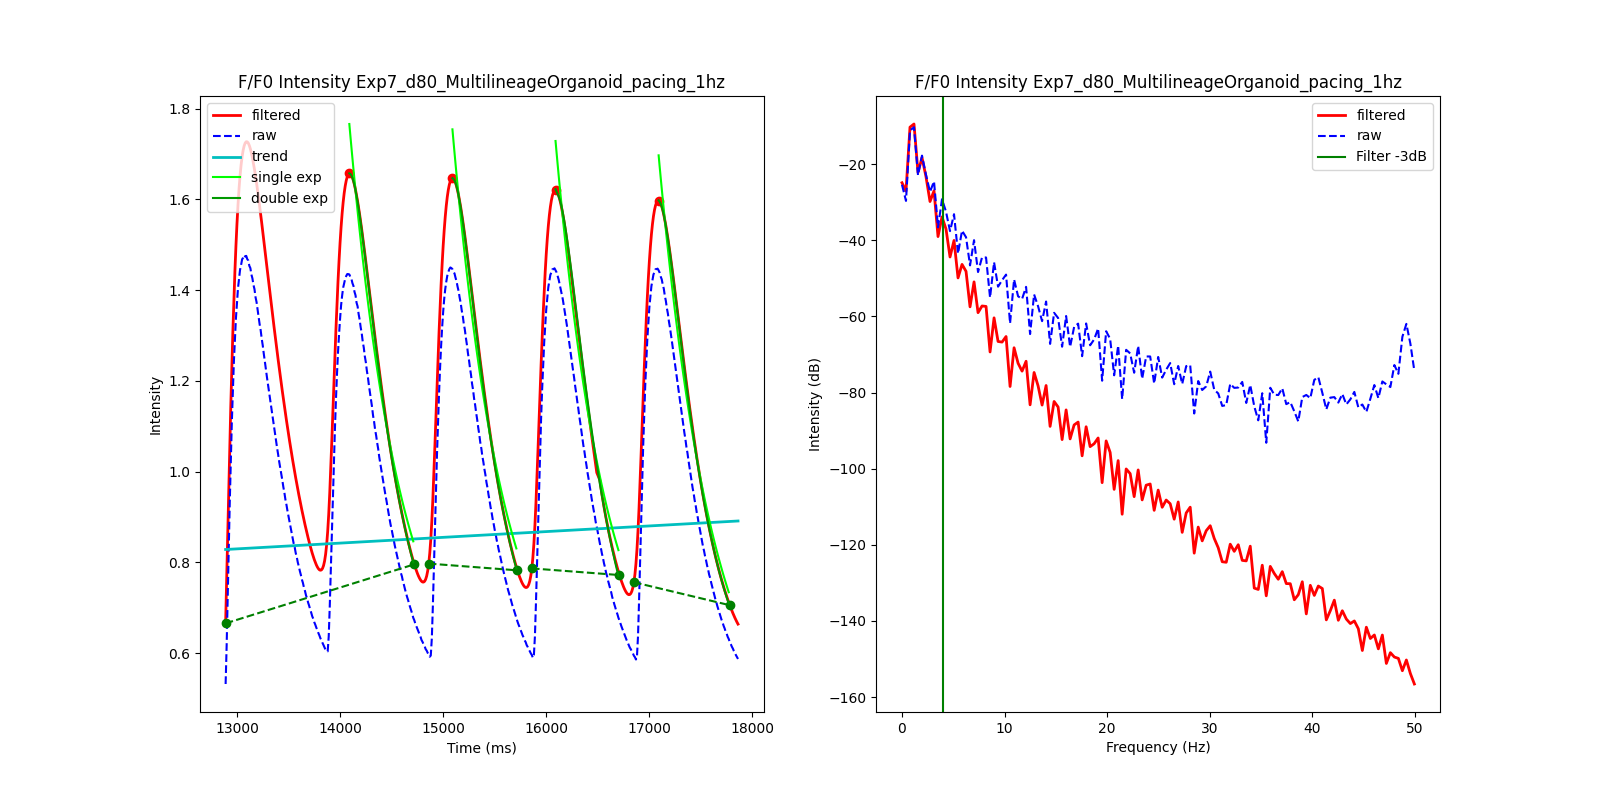 F/F0 Intensity Exp7_d80_MultilineageOrganoid_pacing_1hz
filtered
raw
trend
single exp
double exp
1.8
1.6
1.4
1.2
1.0
0.8
0.6
Intensity
13000 14000 15000 16000 17000 18000
Time (ms)
F/F0 Intensity Exp7_d80_MultilineageOrganoid_pacing_1hz
filtered
raw
Filter -3dB
−20
−40
−60
−80
−100
−120
−140
−160
Intensity (dB)
0 10 20 30 40 50
Frequency (Hz)